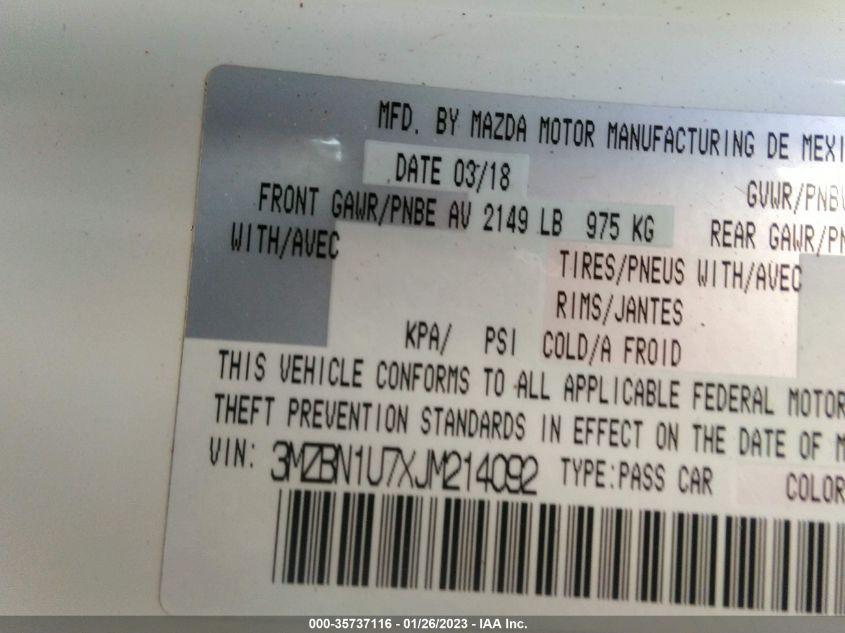 MFD. BY MAZDA MOTOR MANUFACTURING DE MEXI
DATE 03/18 GVWR/PNBV
FRONT GAWR/PNBE AV 2149 LB 975 KG REAR GAWR/PN
WITH/AVEC TIRES/PNEUS WITH/AVEC
RIMS/JANTES
KPA/ PSI COLD/A FROID
THIS VEHICLE CONFORMS TO ALL APPLICABLE FEDERAL MOTOR
THEFT PREVENTION STANDARDS IN EFFECT ON THE DATE OF M
VIN: 3MZBN1U7XJM214092 TYPE:PASS CAR COLOR
000-35737116 - 01/26/2023 - IAA Inc.